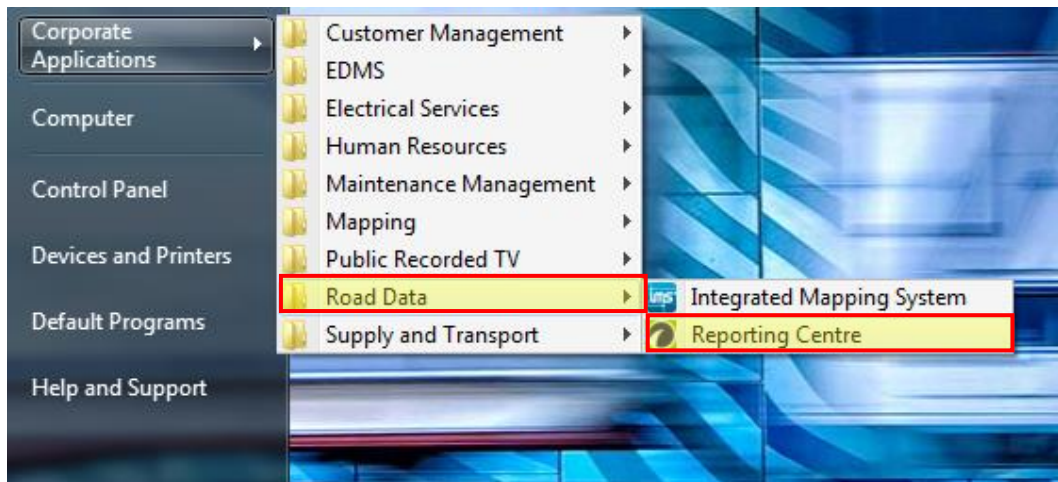 Corporate
Applications
Computer
Control Panel
Devices and Printers
Default Programs
Help and Support
Customer Management
EDMS
Electrical Services
Human Resources
Maintenance Management
Mapping
Public Recorded TV
Road Data
Supply and Transport
ims
Integrated Mapping System
Reporting Centre